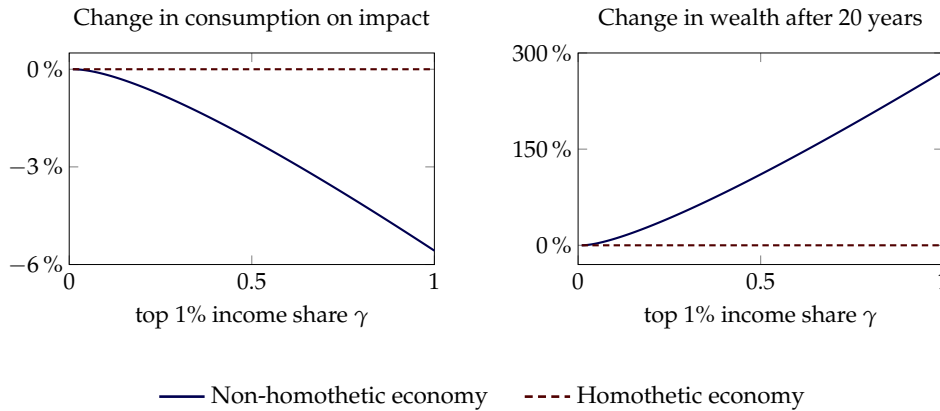 Change in consumption on impact
0 %
−3 %
−6 %
0
0.5
1
top 1% income share γ
Change in wealth after 20 years
300 %
150 %
0 %
0
0.5
1
top 1% income share γ
Non-homothetic economy
Homothetic economy